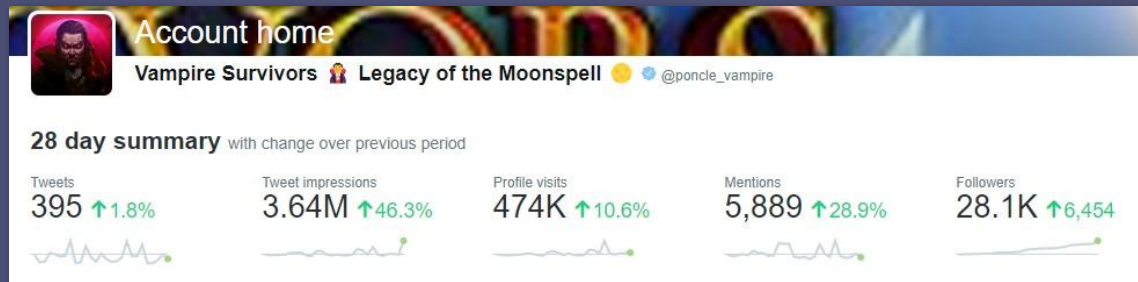 Account home
Vampire Survivors 🧛 Legacy of the Moonspell 🌕 @poncle_vampire
28 day summary with change over previous period
Tweets Tweet impressions Profile visits Mentions Followers
395 ↑1.8% 3.64M ↑46.3% 474K ↑10.6% 5,889 ↑28.9% 28.1K ↑6,454